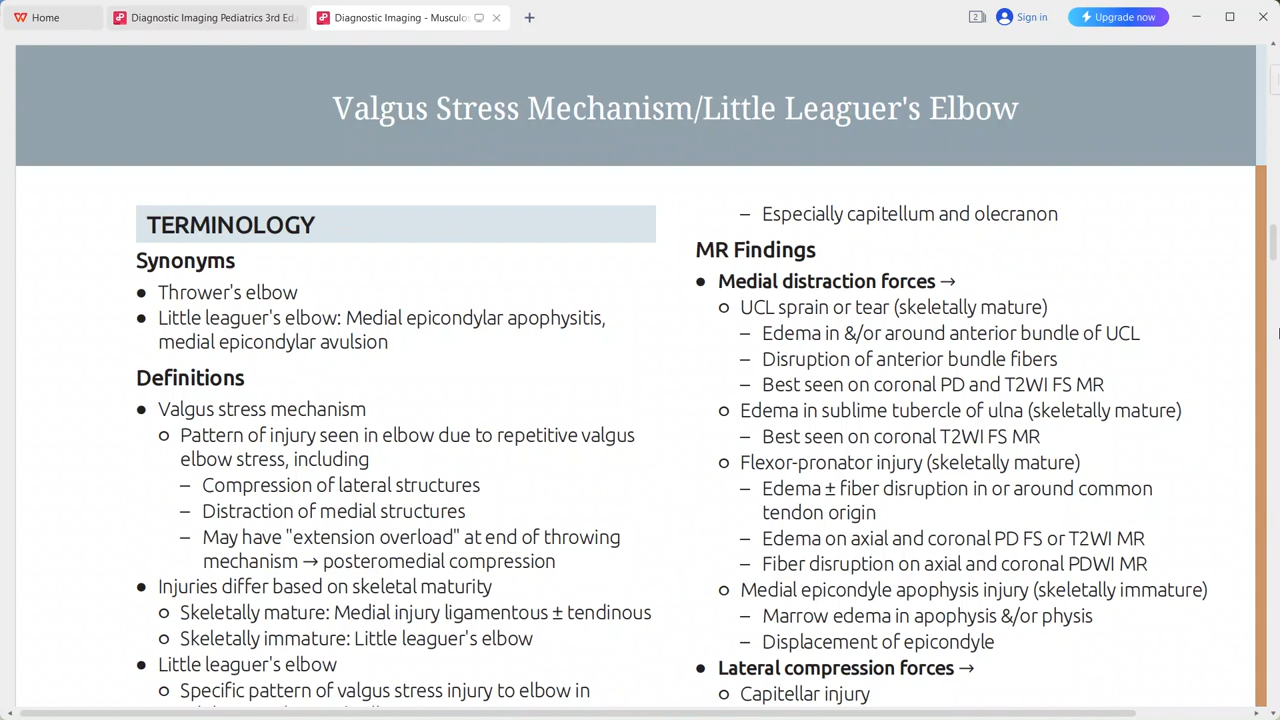 Home
Diagnostic Imaging Pediatrics 3rd Ed.
Diagnostic Imaging - Musculos
2
Sign in
Upgrade now
Valgus Stress Mechanism/Little Leaguer's Elbow
TERMINOLOGY
Synonyms
● Thrower's elbow
● Little leaguer's elbow: Medial epicondylar apophysitis,
medial epicondylar avulsion
Definitions
● Valgus stress mechanism
○ Pattern of injury seen in elbow due to repetitive valgus
elbow stress, including
– Compression of lateral structures
– Distraction of medial structures
– May have "extension overload" at end of throwing
mechanism → posteromedial compression
● Injuries differ based on skeletal maturity
○ Skeletally mature: Medial injury ligamentous ± tendinous
○ Skeletally immature: Little leaguer's elbow
● Little leaguer's elbow
○ Specific pattern of valgus stress injury to elbow in
– Especially capitellum and olecranon
MR Findings
● Medial distraction forces →
○ UCL sprain or tear (skeletally mature)
– Edema in &/or around anterior bundle of UCL
– Disruption of anterior bundle fibers
– Best seen on coronal PD and T2WI FS MR
○ Edema in sublime tubercle of ulna (skeletally mature)
– Best seen on coronal T2WI FS MR
○ Flexor-pronator injury (skeletally mature)
– Edema ± fiber disruption in or around common
tendon origin
– Edema on axial and coronal PD FS or T2WI MR
– Fiber disruption on axial and coronal PDWI MR
○ Medial epicondyle apophysis injury (skeletally immature)
– Marrow edema in apophysis &/or physis
– Displacement of epicondyle
● Lateral compression forces →
○ Capitellar injury